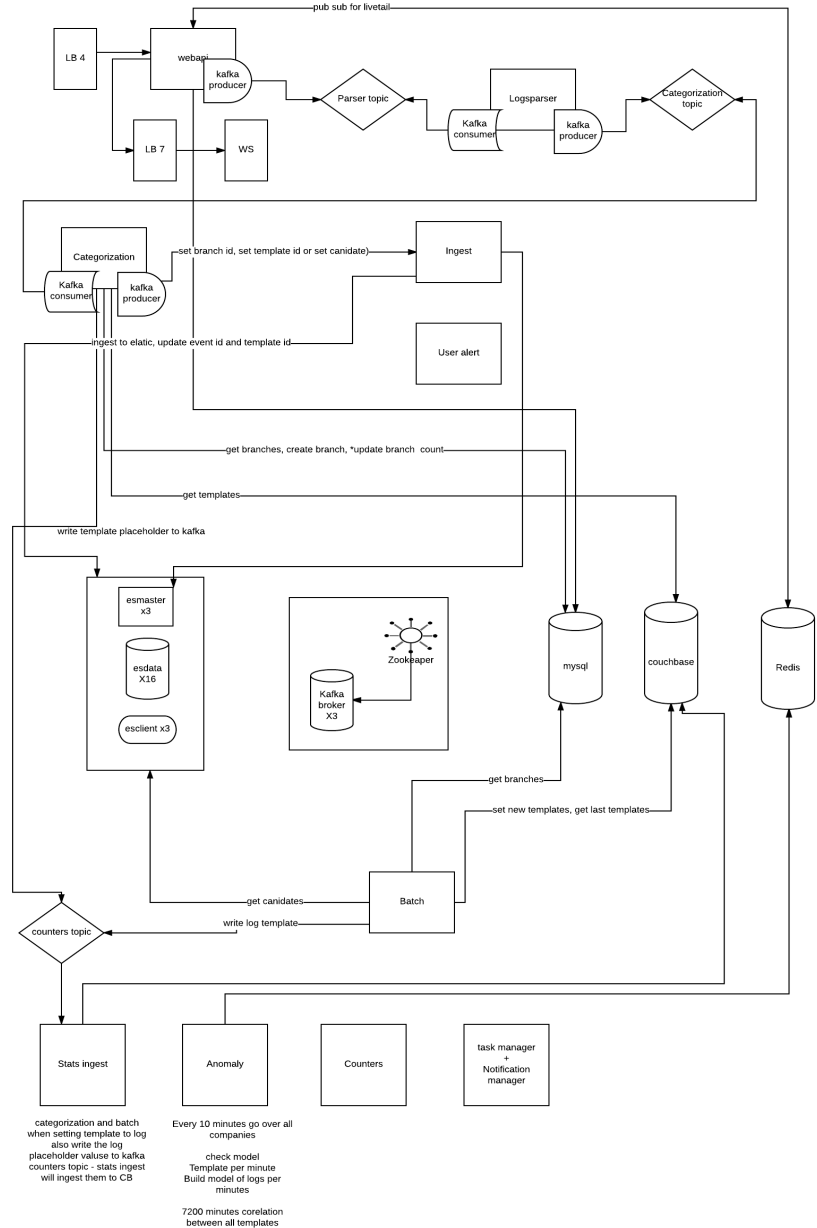 pub sub for livetail
LB 4
webapi
kafka
producer
Parser topic
Logsparser
Kafka
consumer
kafka
producer
Categorization
topic
LB 7
WS
Categorization
Kafka
consumer
kafka
producer
set branch id, set template id or set canidate)
Ingest
ingest to elatic, update event id and template id
User alert
get branches, create branch, *update branch count
get templates
write template placeholder to kafka
esmaster
x3
esdata
X16
esclient x3
Zookeaper
Kafka
broker
X3
mysql
couchbase
Redis
get branches
set new templates, get last templates
Batch
get canidates
write log template
counters topic
Stats ingest
Anomaly
Counters
task manager
+
Notification
manager
categorization and batch
when setting template to log
also write the log
placeholder valuse to kafka
counters topic - stats ingest
will ingest them to CB
Every 10 minutes go over all
companies
check model
Template per minute
Build model of logs per
minutes
7200 minutes corelation
between all templates